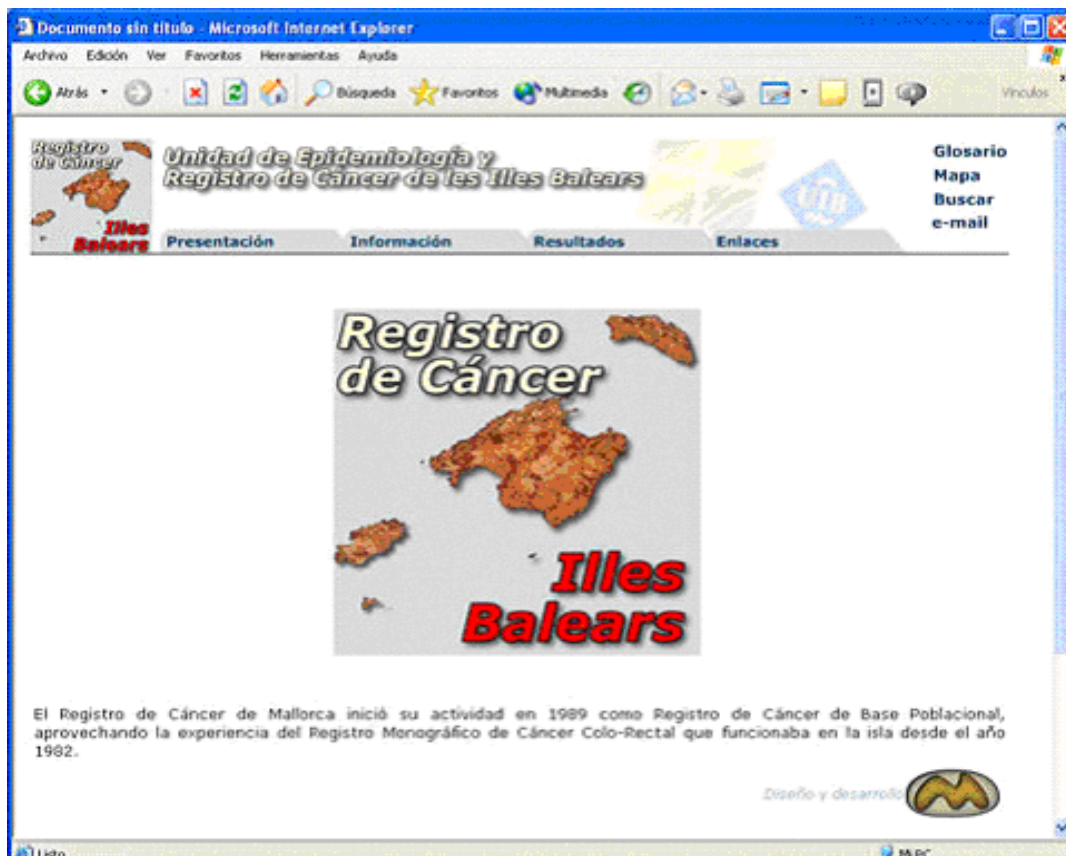 Documento sin título - Microsoft Internet Explorer
Archivo Edición Ver Favoritos Herramientas Ayuda
Atrás Búsqueda Favoritos Multimedia Vínculos
Registro
de Cáncer
Illes
Balears
Unidad de Epidemiología y
Registro de Cáncer de les Illes Balears
UIB
Glosario
Mapa
Buscar
e-mail
Presentación Información Resultados Enlaces
Registro
de Cáncer
Illes
Balears
El Registro de Cáncer de Mallorca inició su actividad en 1989 como Registro de Cáncer de Base Poblacional,
aprovechando la experiencia del Registro Monográfico de Cáncer Colo-Rectal que funcionaba en la isla desde el año
1982.
Diseño y desarrollo
Listo Mi PC